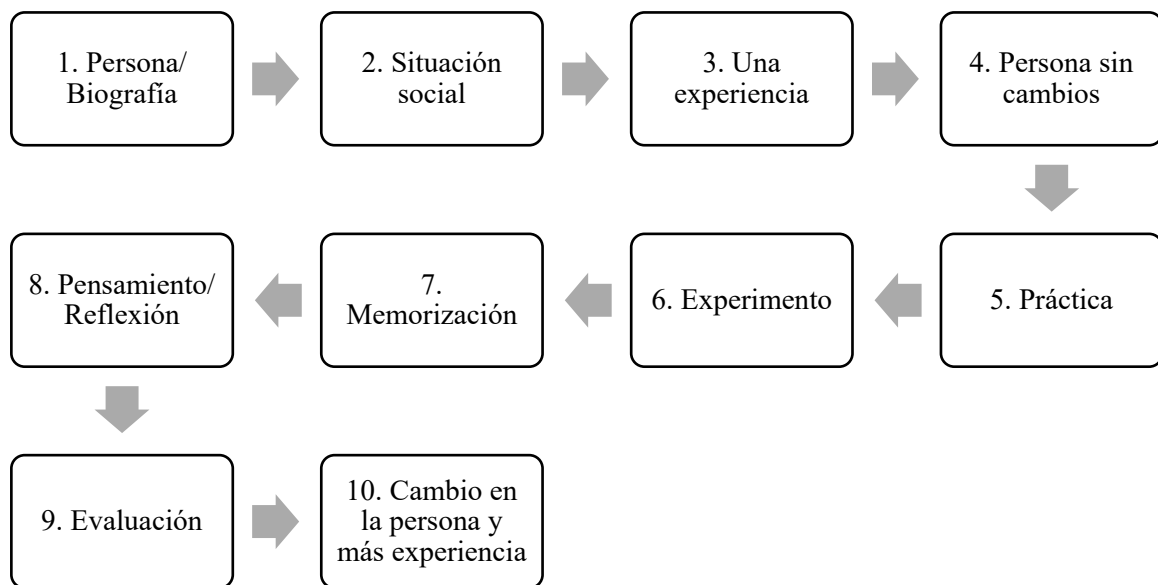 1. Persona/
Biografía
2. Situación
social
3. Una
experiencia
4. Persona sin
cambios
5. Práctica
6. Experimento
7.
Memorización
8. Pensamiento/
Reflexión
9. Evaluación
10. Cambio en
la persona y
más experiencia